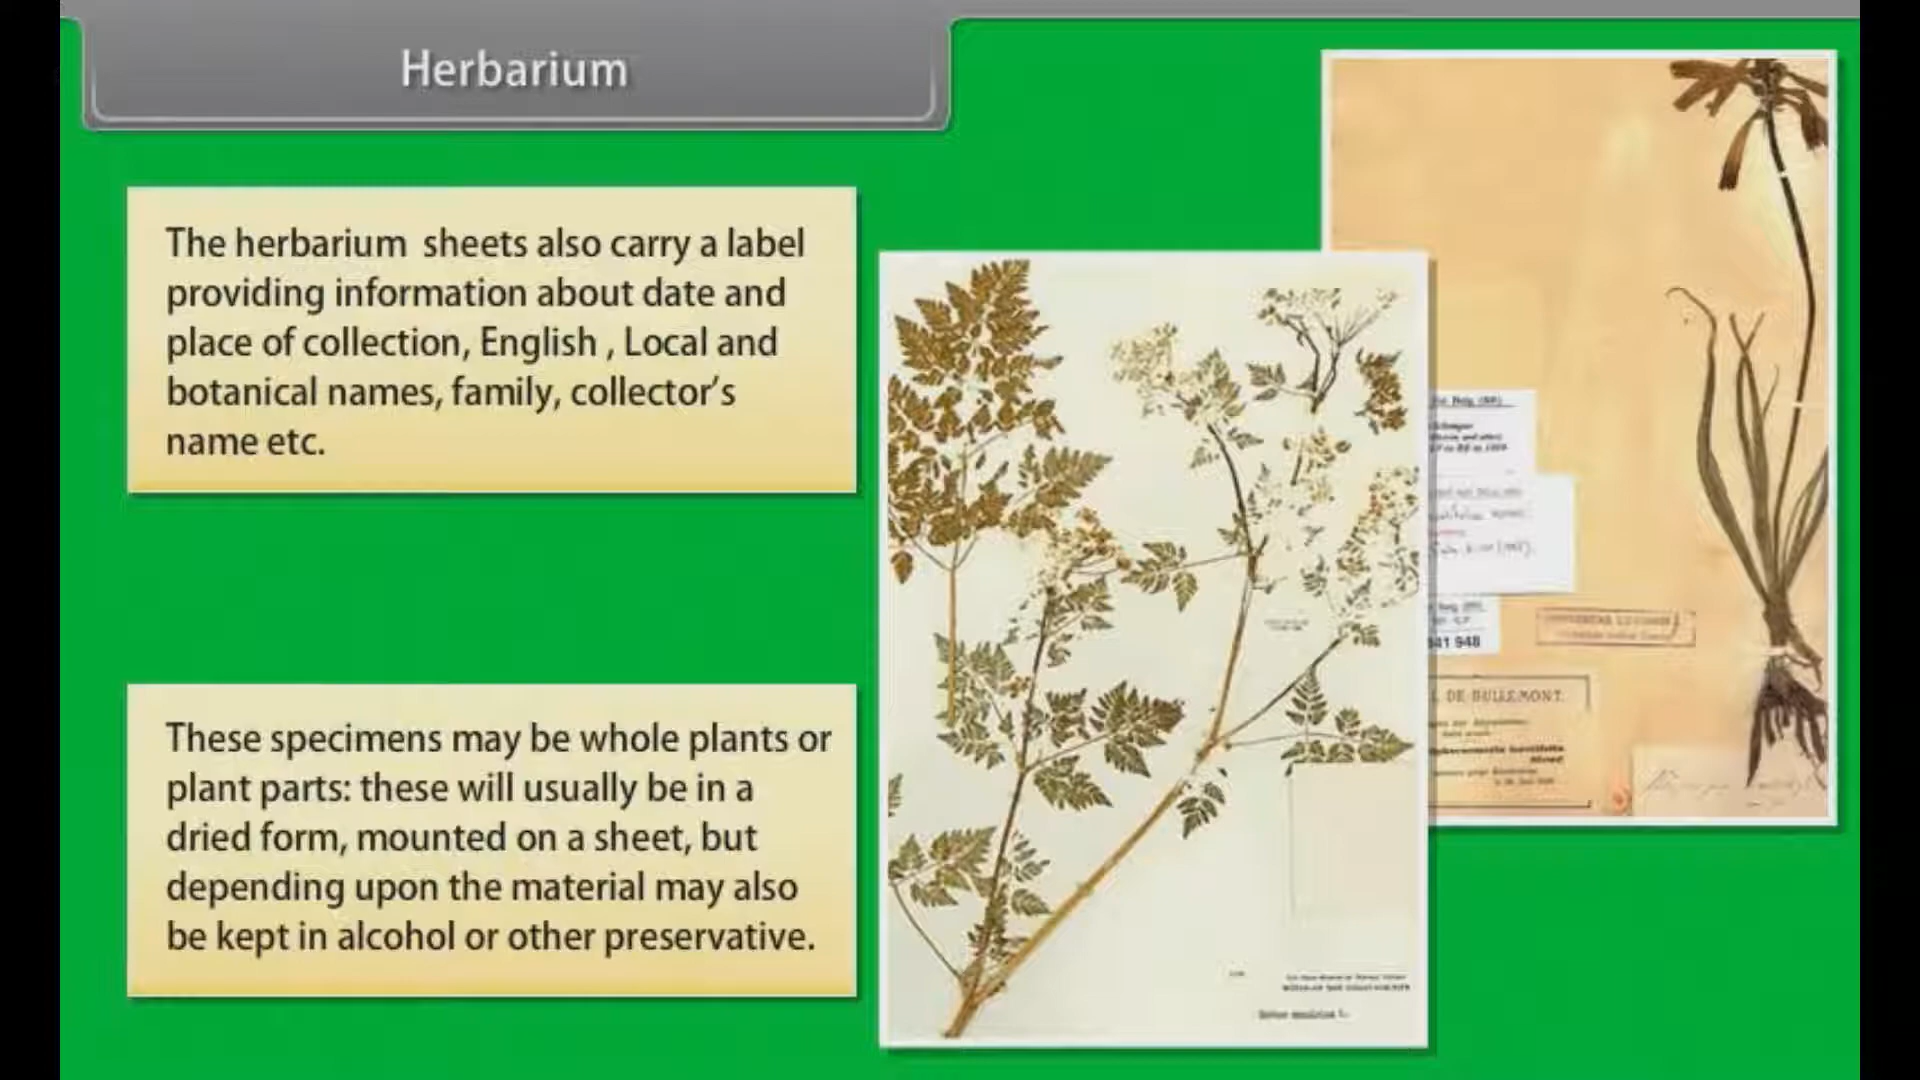 Herbarium
The herbarium sheets also carry a label
providing information about date and
place of collection, English , Local and
botanical names, family, collector's
name etc.
These specimens may be whole plants or
plant parts: these will usually be in a
dried form, mounted on a sheet, but
depending upon the material may also
be kept in alcohol or other preservative.
941 948
DE BULLEMONT.